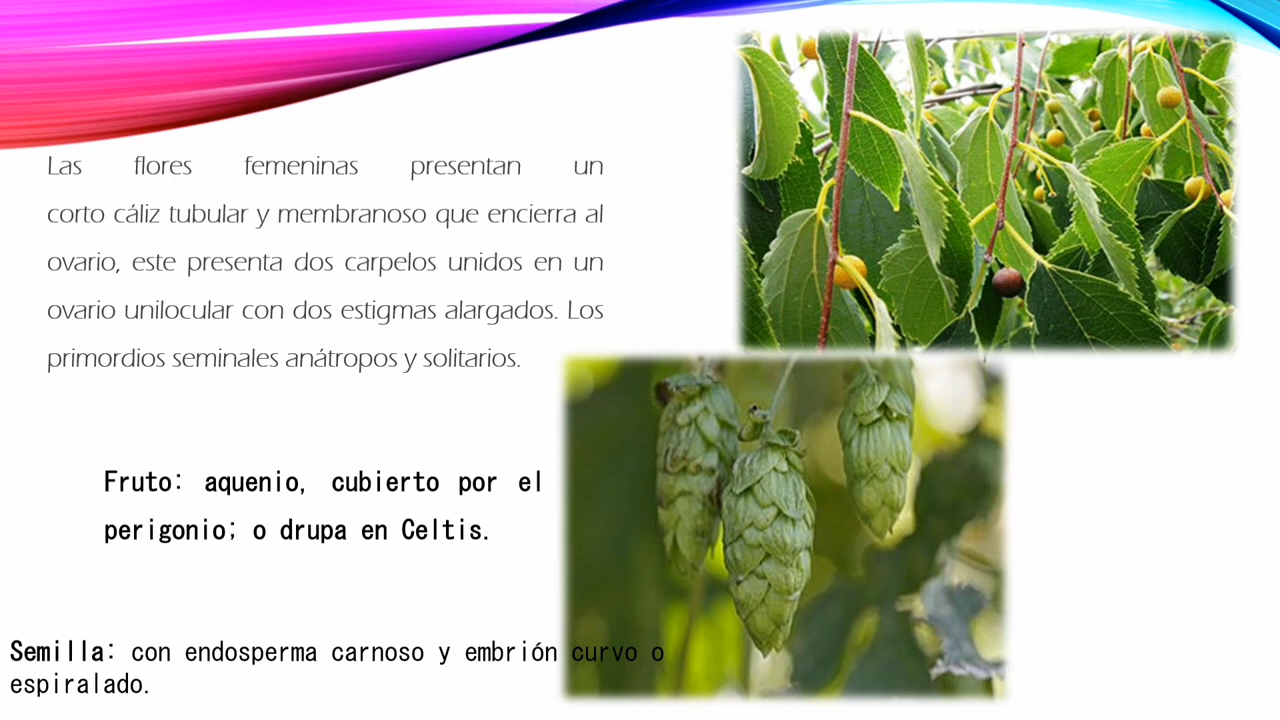 Las flores femeninas presentan un
corto cáliz tubular y membranoso que encierra al
ovario, este presenta dos carpelos unidos en un
ovario unilocular con dos estigmas alargados. Los
primordios seminales anátropos y solitarios.
Fruto: aquenio, cubierto por el
perigonio; o drupa en Celtis.
Semilla: con endosperma carnoso y embrión curvo o
espiralado.